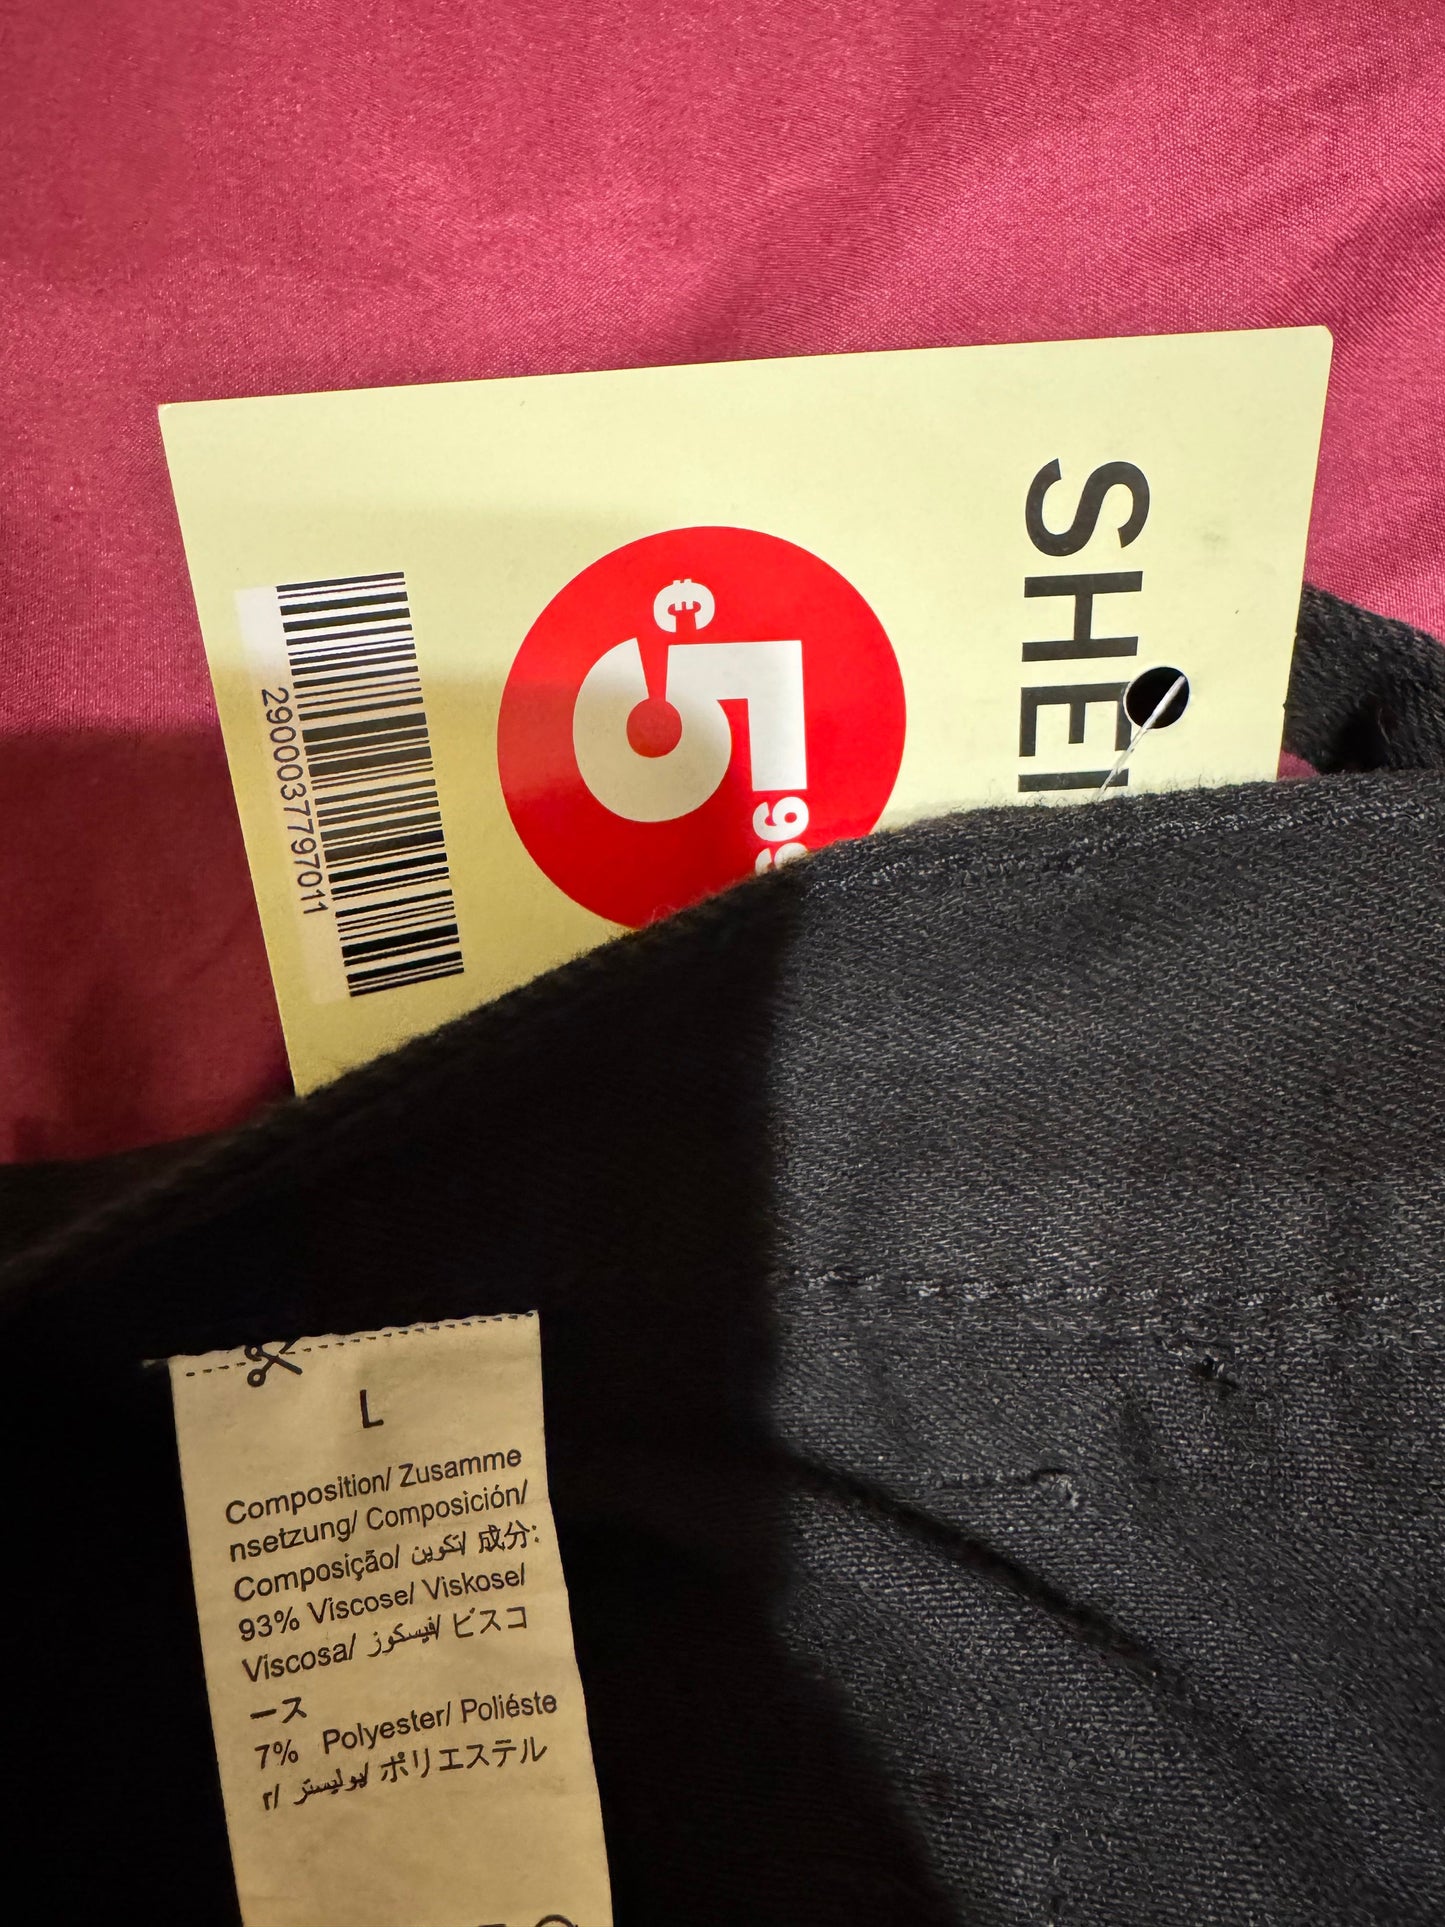 SHEI
€
5
99
2900037797011
L
Composition/ Zusamme
nsetzung/ Composición/
Composição/ تكوين/ 成分:
93% Viscose/ Viskose/
Viscosa/ فيسكوز/ ビスコ
ース
7% Polyester/ Poliéste
r/ بوليستر/ ポリエステル